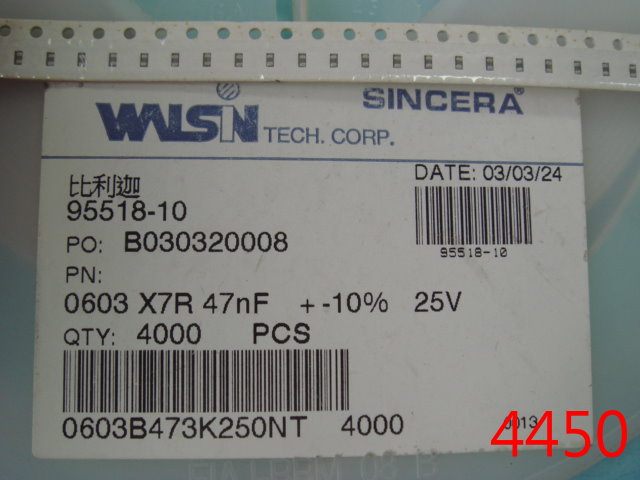 WALSIN TECH. CORP.
SINCERA®
DATE: 03/03/24
95518-10
比利迦
95518-10
PO: B030320008
PN:
0603 X7R 47nF + -10% 25V
QTY: 4000 PCS
0603B473K250NT 4000
0013
4450